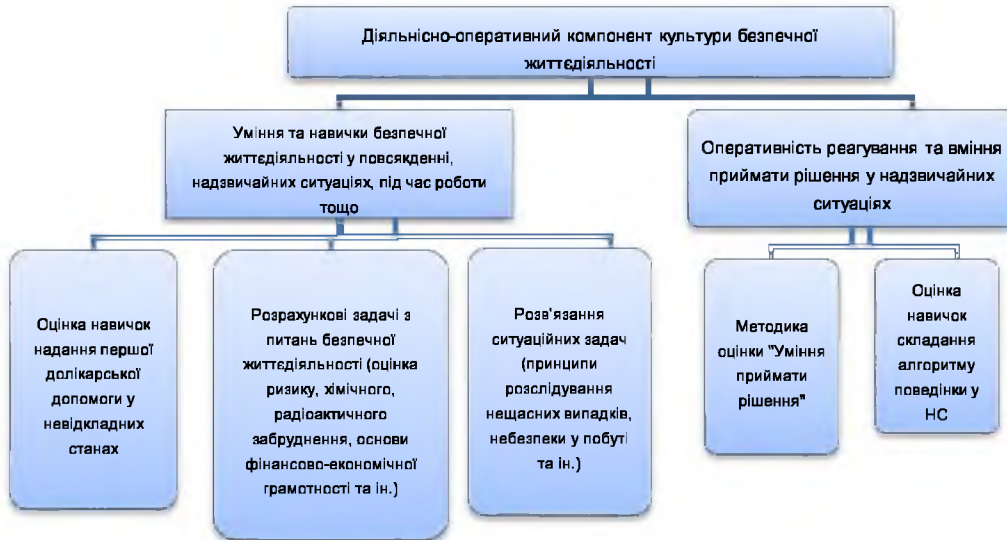 Діяльнісно-оперативний компонент культури безпечної
життєдіяльності
Уміння та навички безпечної
життєдіяльності у повсякденні,
надзвичайних ситуаціях, під час роботи
тощо
Оперативність реагування та вміння
приймати рішення у надзвичайних
ситуаціях
Оцінка навичок
надання першої
долікарської
допомоги у
невідкладних
станах
Розрахункові задачі з
питань безпечної
життєдіяльності (оцінка
ризику, хімічного,
радіоактичного
забруднення, основи
фінансово-економічної
грамотності та ін.)
Розв'язання
ситуаційних задач
(принципи
розслідування
нещасних випадків,
небезпеки у побуті
та ін.)
Методика
оцінки "Уміння
приймати
рішення"
Оцінка
навичок
складання
алгоритму
поведінки у
НС